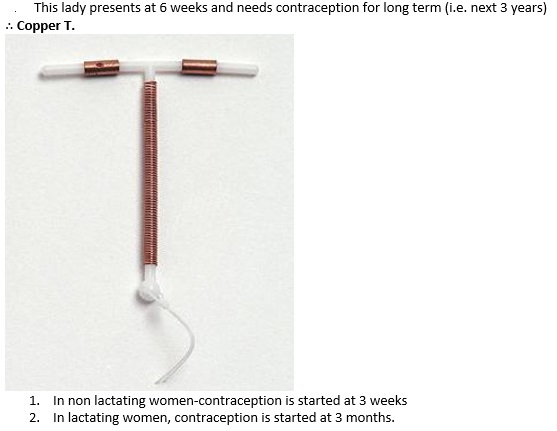 This lady presents at 6 weeks and needs contraception for long term (i.e. next 3 years)
∴ Copper T.
1. In non lactating women-contraception is started at 3 weeks
2. In lactating women, contraception is started at 3 months.